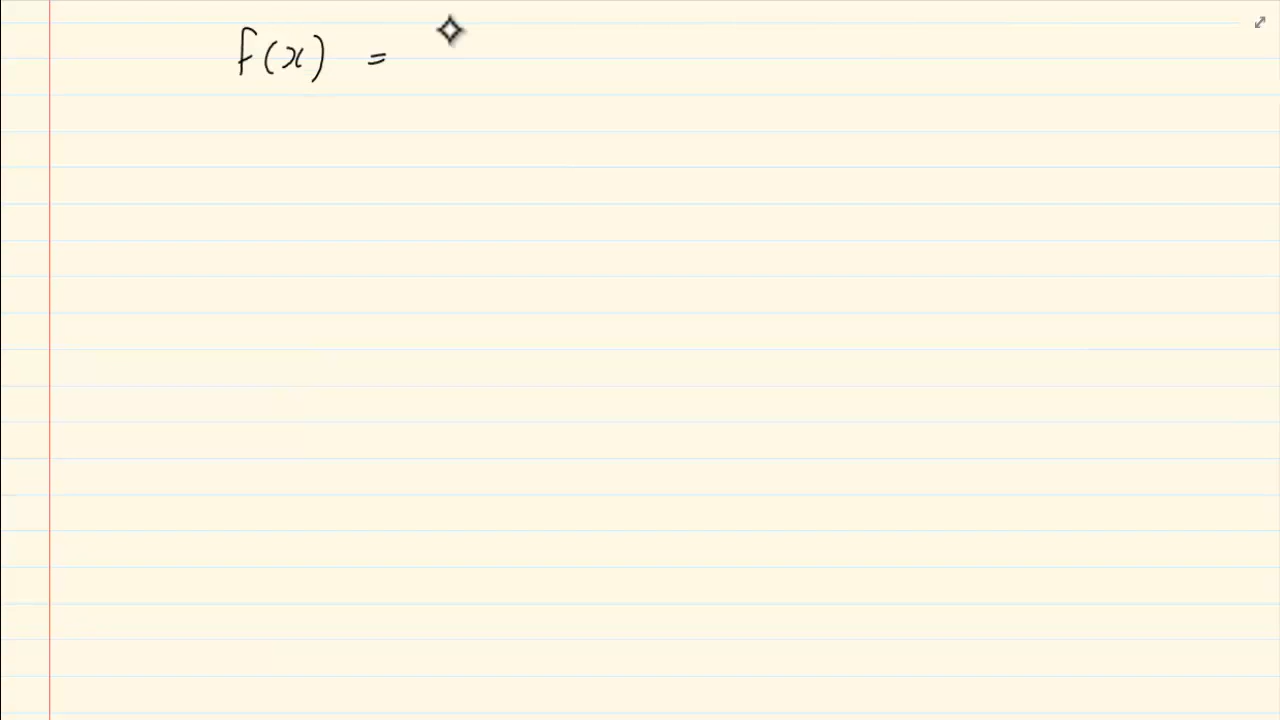 f(x) =